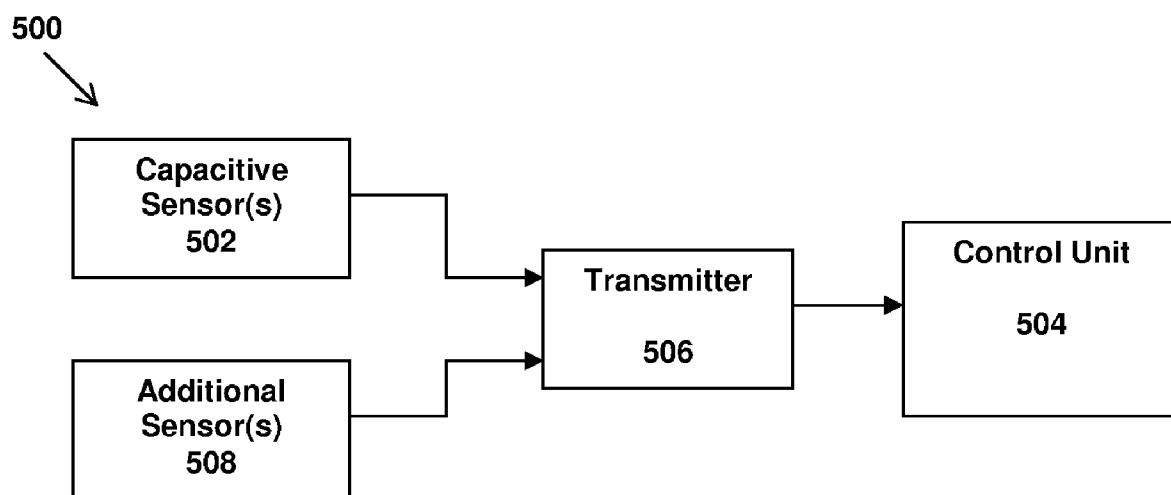 500
Capacitive
Sensor(s)
502
Transmitter
506
Control Unit
504
Additional
Sensor(s)
508